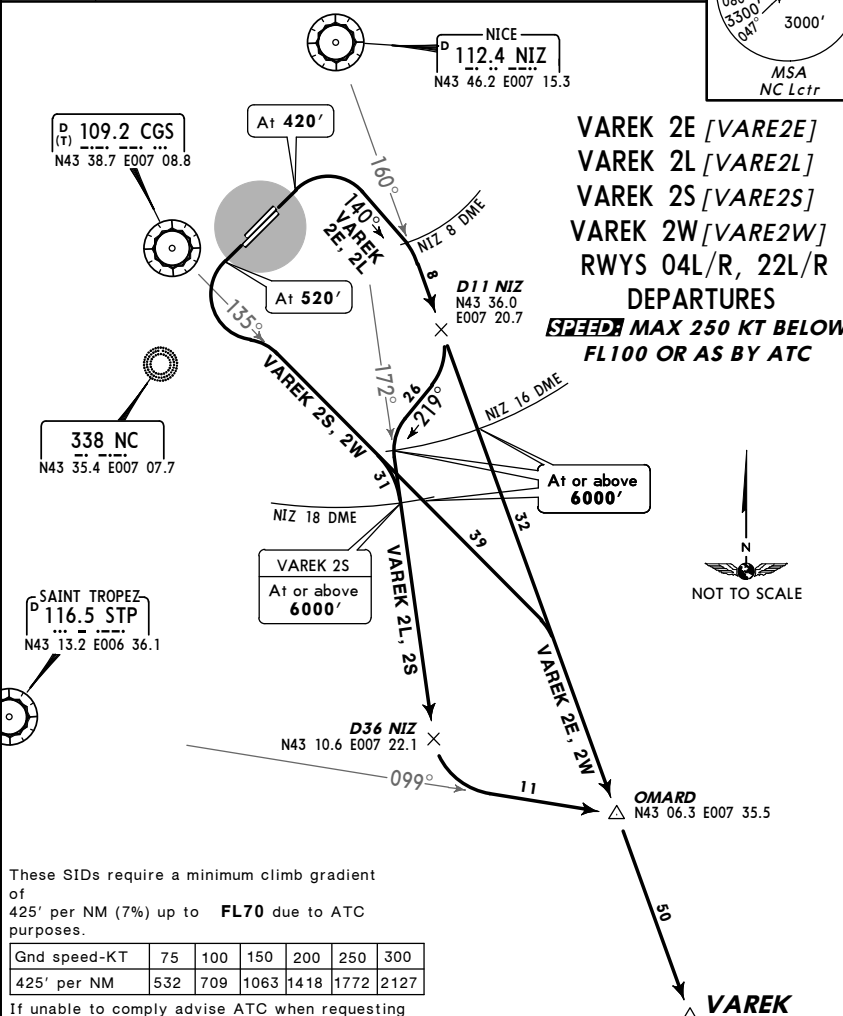 080°
3300'
047°
3000'
MSA
NC Lctr
NICE
D 112.4 NIZ
N43 46.2 E007 15.3
D
(T) 109.2 CGS
N43 38.7 E007 08.8
At 420'
VAREK 2E [VARE2E]
VAREK 2L [VARE2L]
VAREK 2S [VARE2S]
VAREK 2W [VARE2W]
RWYS 04L/R, 22L/R
DEPARTURES
SPEED: MAX 250 KT BELOW
FL100 OR AS BY ATC
160°
140°
VAREK
2E, 2L
NIZ 8 DME
8
D11 NIZ
N43 36.0
E007 20.7
At 520'
135°
172°
26
219°
NIZ 16 DME
VAREK 2S, 2W
338 NC
N43 35.4 E007 07.7
31
At or above
6000'
32
39
NIZ 18 DME
VAREK 2S
At or above
6000'
N
NOT TO SCALE
SAINT TROPEZ
D 116.5 STP
N43 13.2 E006 36.1
VAREK 2L, 2S
VAREK 2E, 2W
D36 NIZ
N43 10.6 E007 22.1
099°
11
OMARD
N43 06.3 E007 35.5
50
These SIDs require a minimum climb gradient
of
425' per NM (7%) up to FL70 due to ATC
purposes.
Gnd speed-KT 75 100 150 200 250 300
425' per NM 532 709 1063 1418 1772 2127
If unable to comply advise ATC when requesting
VAREK